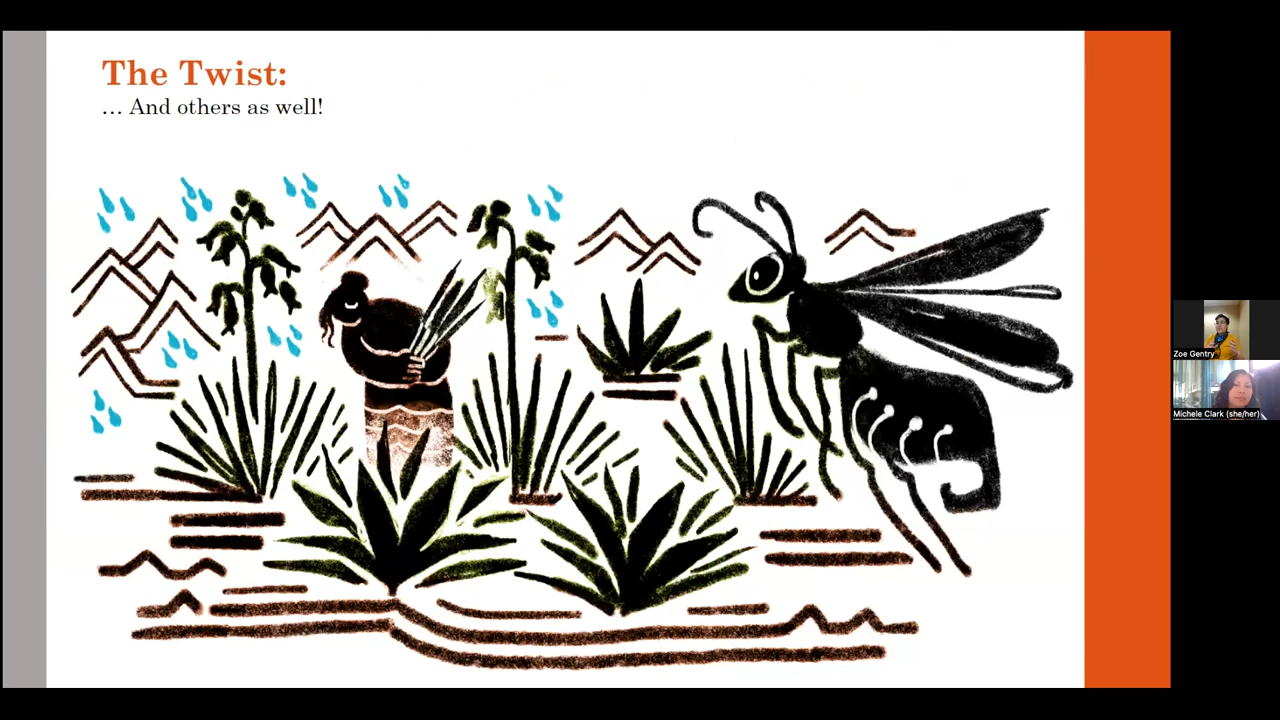 The Twist:
... And others as well!
Zoe Gentry
Michele Clark (she/her)